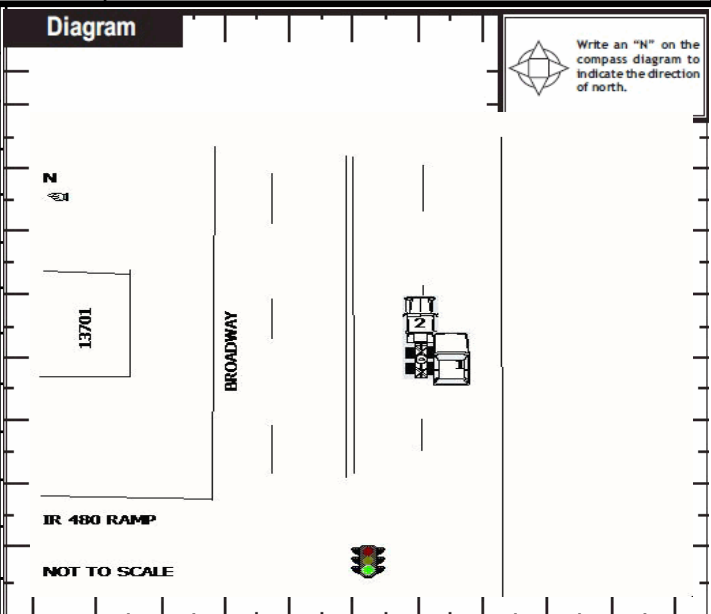 Diagram
Write an “N” on the
compass diagram to
indicate the direction
of north.
N
13701
BROADWAY
2
IR 480 RAMP
NOT TO SCALE